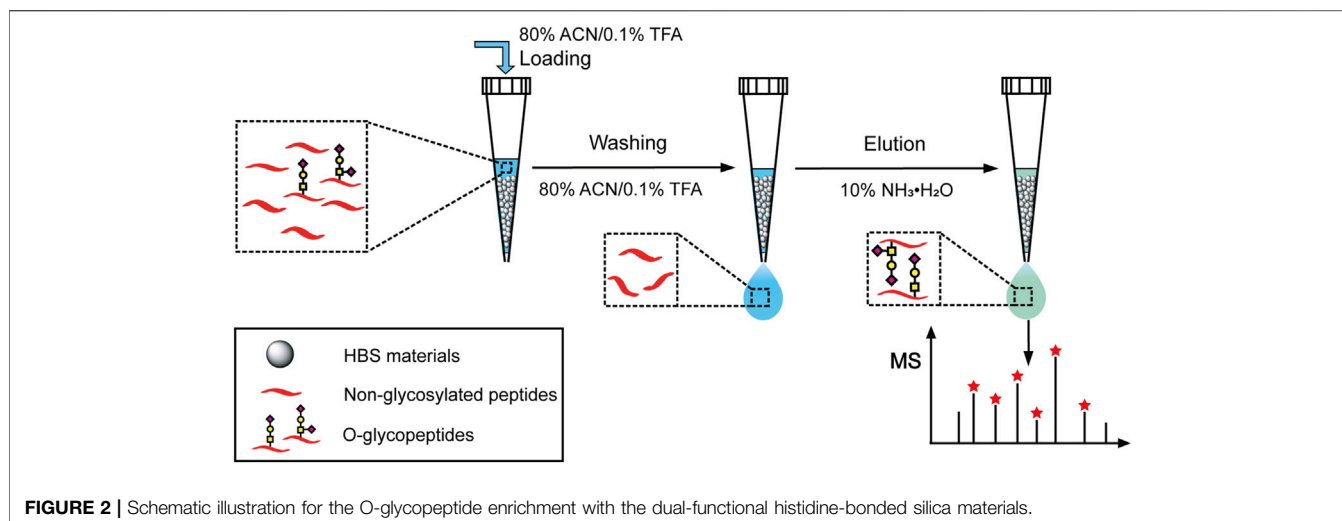 80% ACN/0.1% TFA
Loading
Washing
80% ACN/0.1% TFA
Elution
10% NH₃•H₂O
HBS materials
Non-glycosylated peptides
O-glycopeptides
MS
FIGURE 2 | Schematic illustration for the O-glycopeptide enrichment with the dual-functional histidine-bonded silica materials.